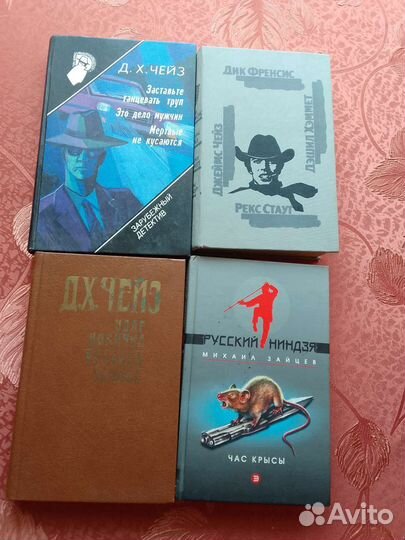 Д. Х. ЧЕЙЗ
Заставьте
танцевать труп
Это дело мужчин
Мертвые
не кусаются
ЗАРУБЕЖНЫЙ
ДЕТЕКТИВ
ДИК ФРЕНСИС
ДЖЕЙМС ЧЕЙЗ
ДЭШИЛ ХЭММЕТ
РЕКС СТАУТ
Д.Х. ЧЕЙЗ
РУССКИЙ НИНДЗЯ
МИХАИЛ ЗАЙЦЕВ
ЧАС КРЫСЫ
Э
Avito